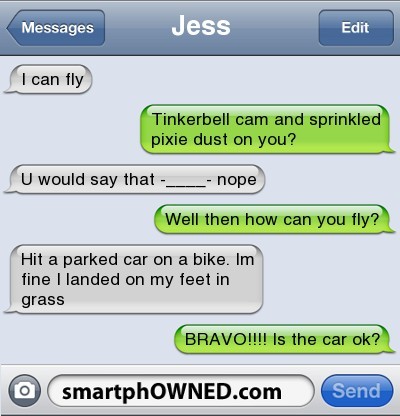 Messages
Jess
Edit
I can fly
Tinkerbell cam and sprinkled
pixie dust on you?
U would say that -____- nope
Well then how can you fly?
Hit a parked car on a bike. Im
fine I landed on my feet in
grass
BRAVO!!!! Is the car ok?
smartphOWNED.com
Send